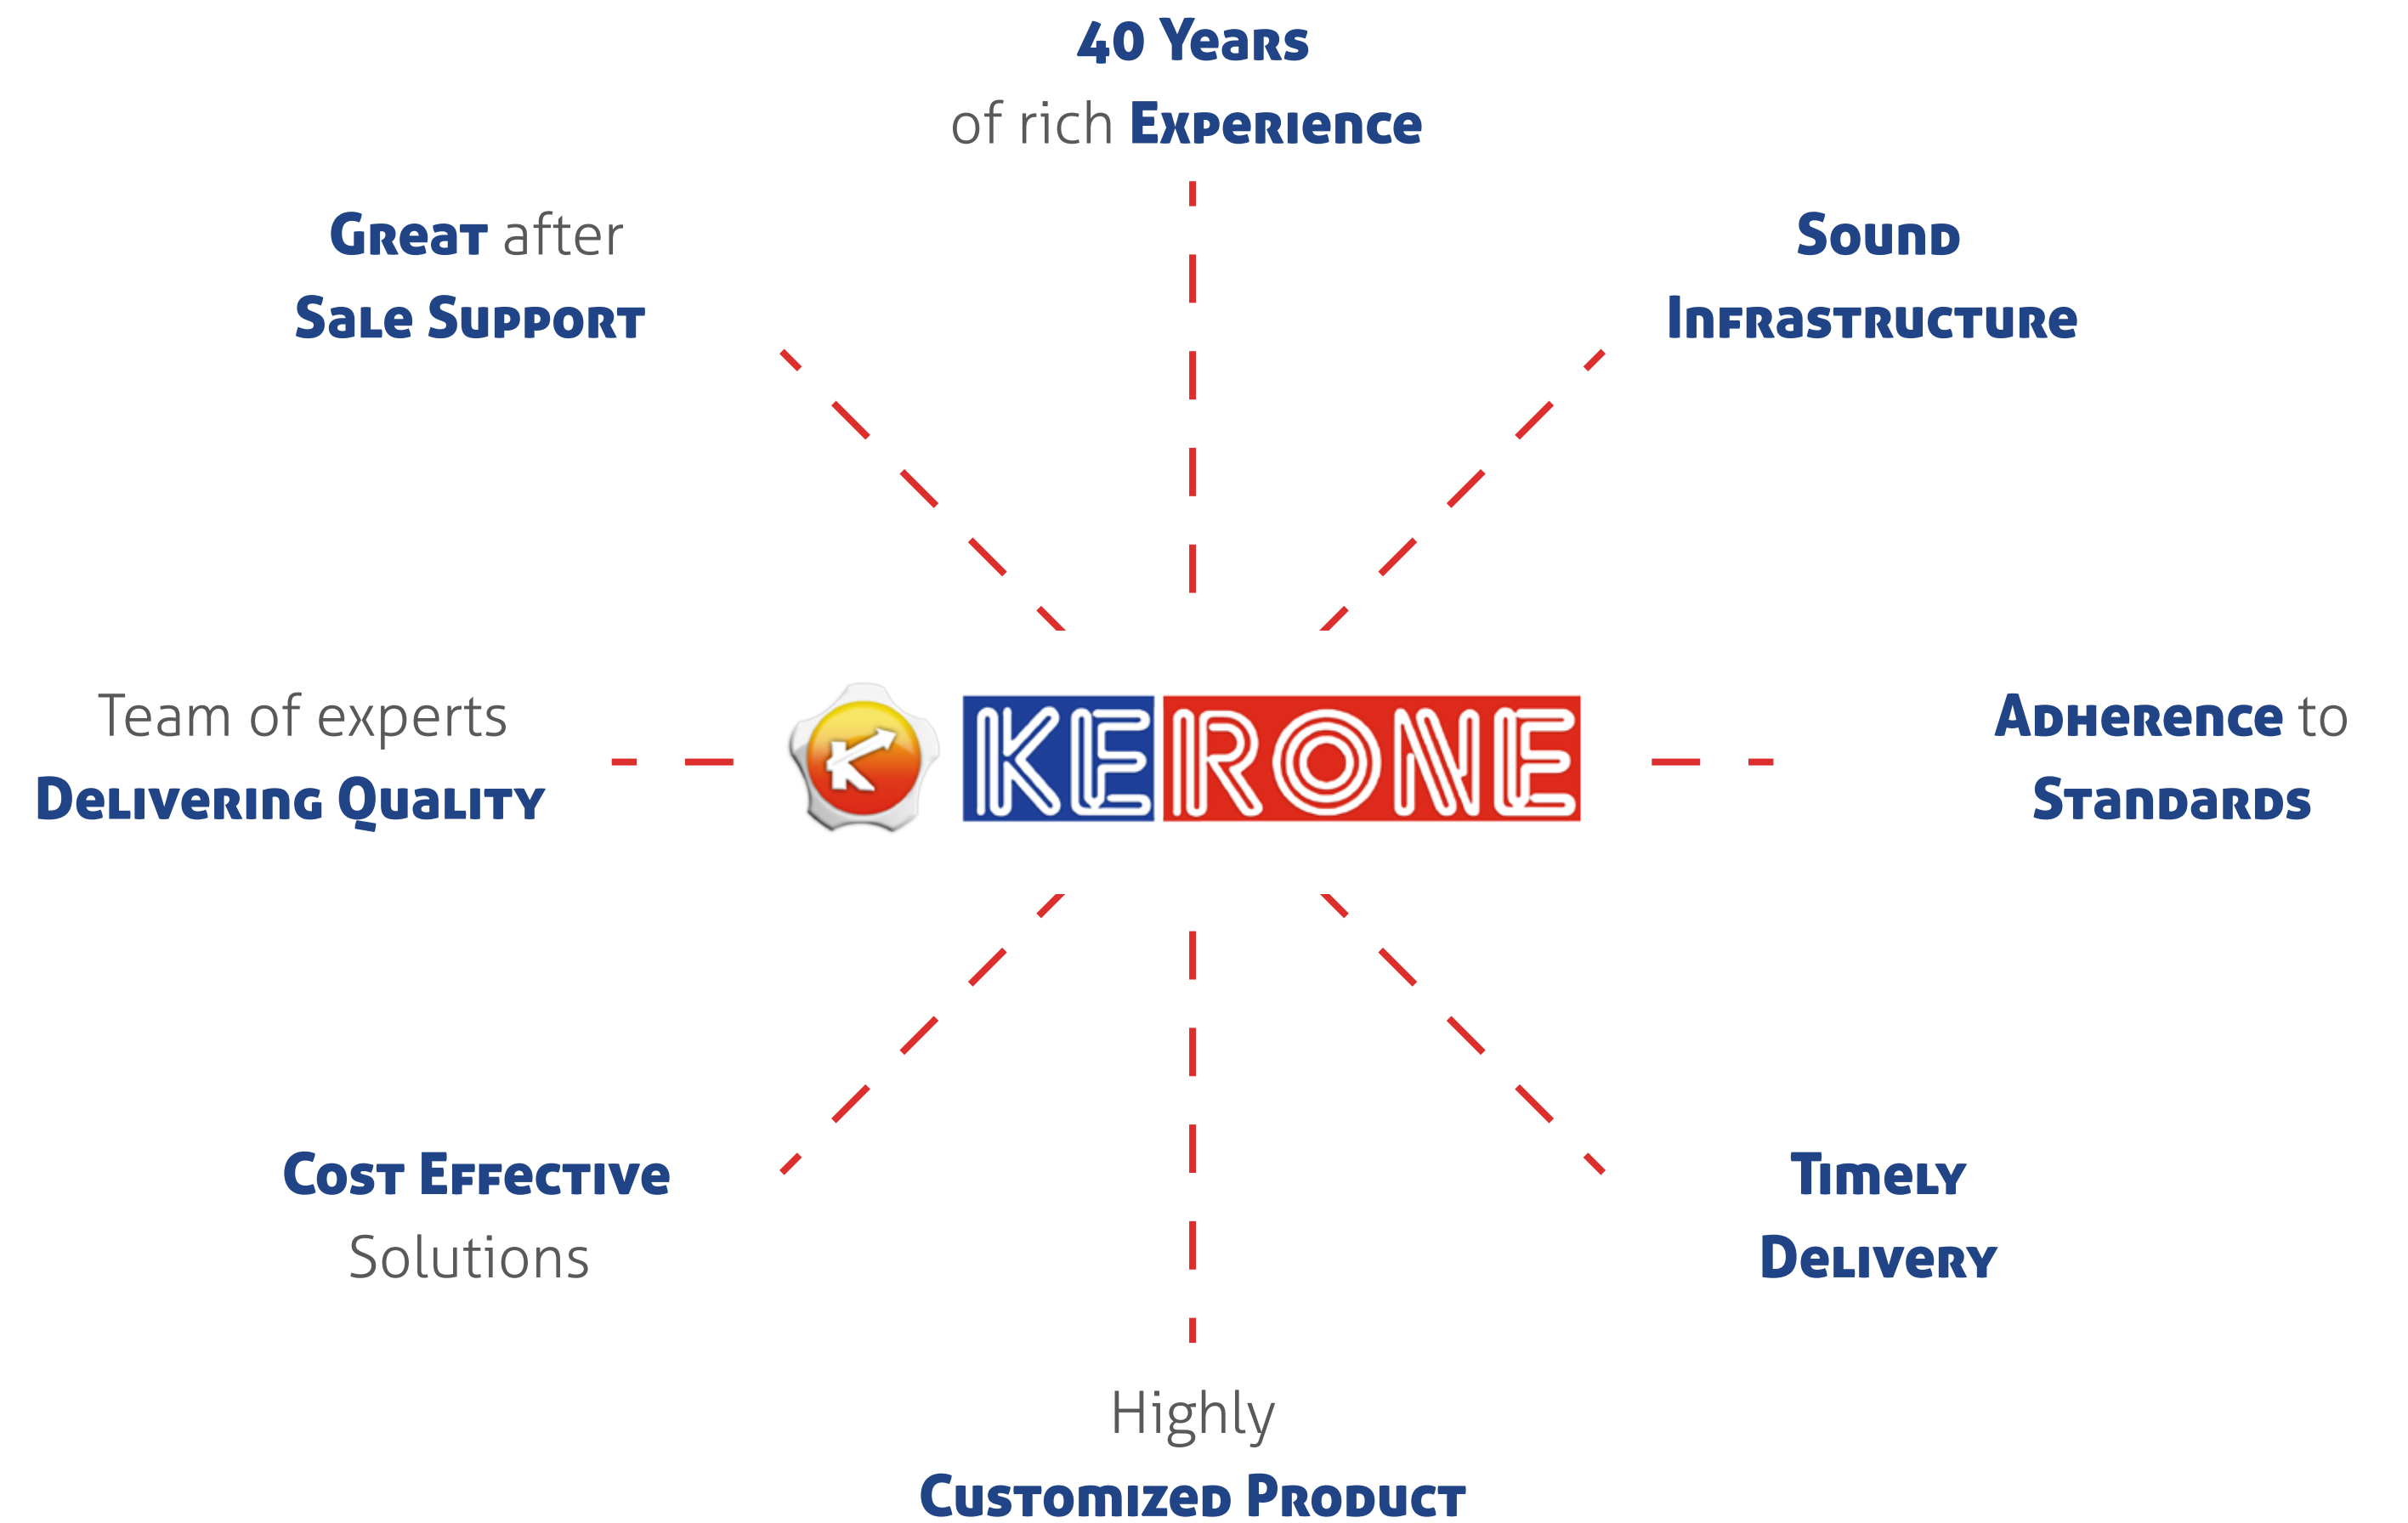 40 Years
of rich Experience
Great after
Sale Support
Sound
Infrastructure
Team of experts
Delivering Quality
K KERONE
Adherence to
Standards
Cost Effective
Solutions
Timely
Delivery
Highly
Customized Product